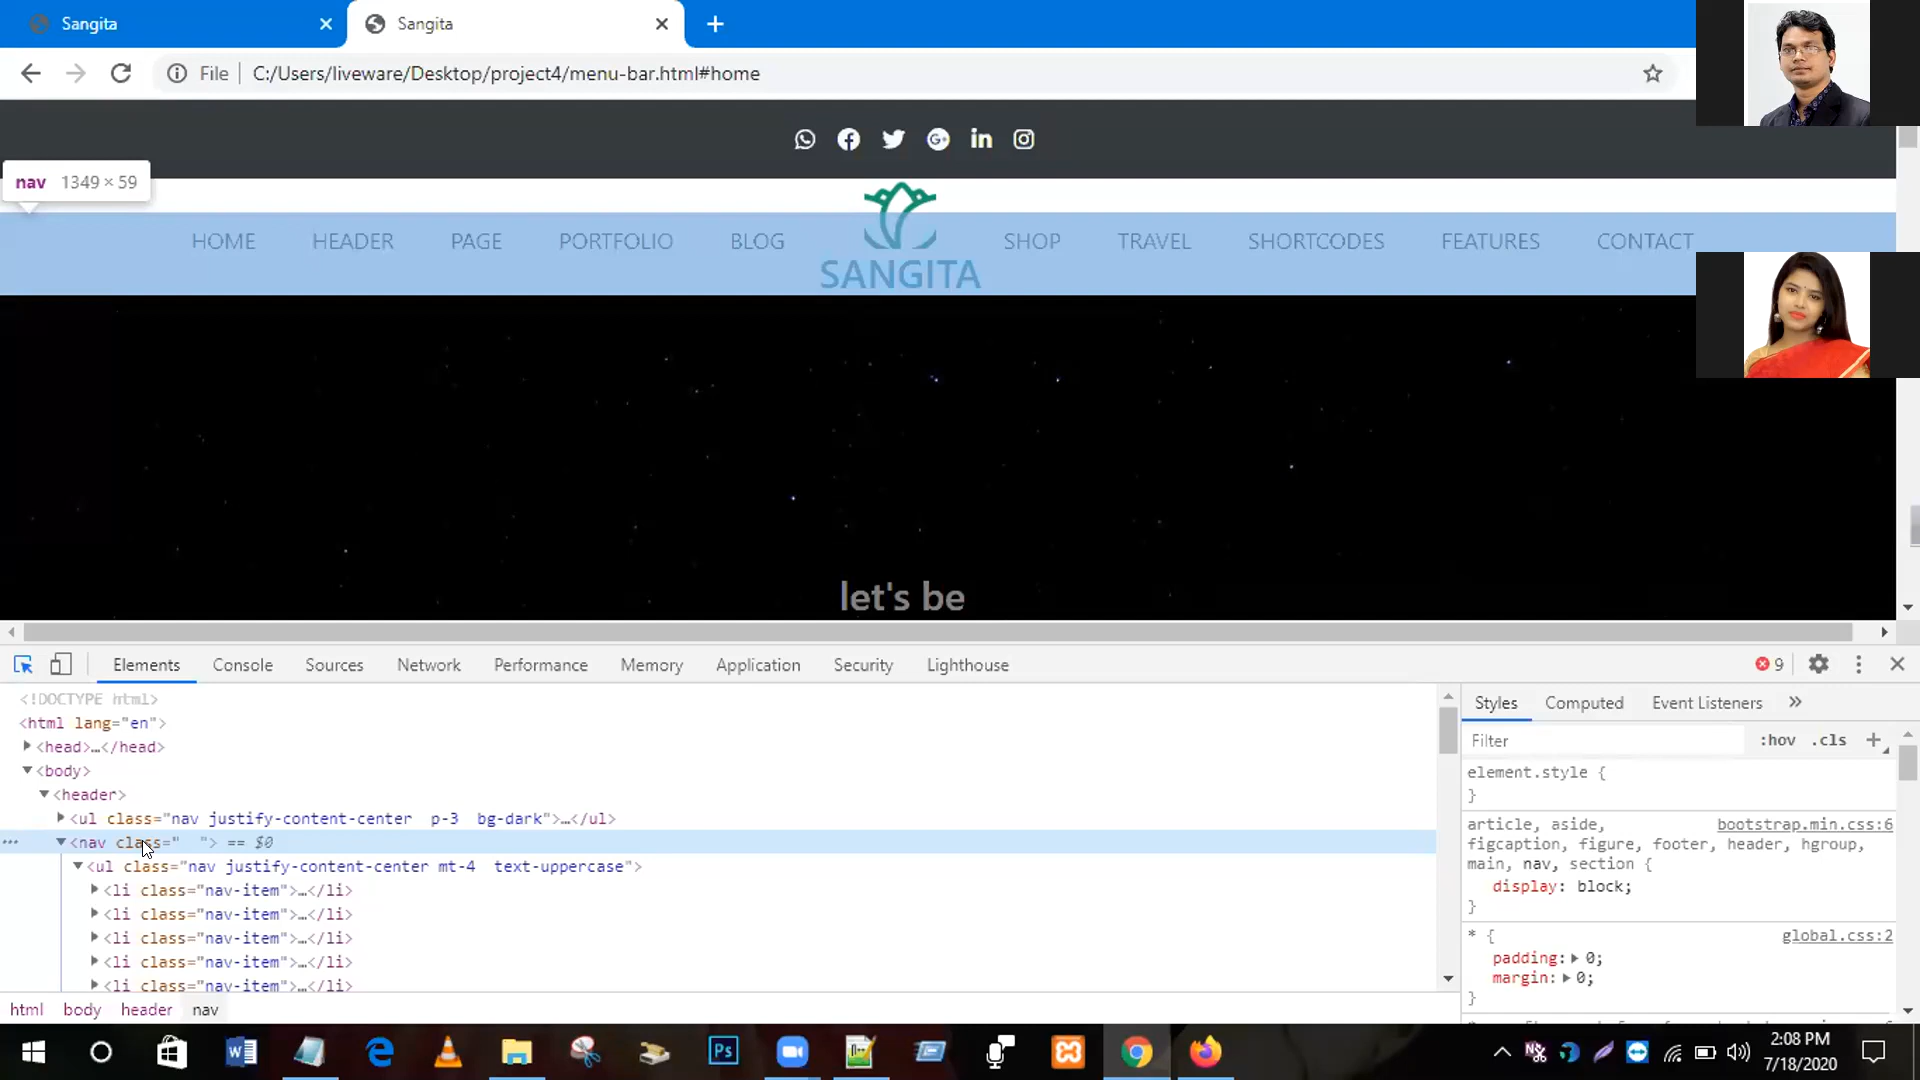 Sangita
Sangita
File C:/Users/liveware/Desktop/project4/menu-bar.html#home
nav 1349 × 59
HOME HEADER PAGE PORTFOLIO BLOG SHOP TRAVEL SHORTCODES FEATURES CONTACT
SANGITA
let's be
Elements Console Sources Network Performance Memory Application Security Lighthouse 9
<!DOCTYPE html>
<html lang="en">
<head>…</head>
<body>
<header>
<ul class="nav justify-content-center  p-3  bg-dark">…</ul>
<nav class="   "> == $0
<ul class="nav justify-content-center mt-4  text-uppercase">
<li class="nav-item">…</li>
<li class="nav-item">…</li>
<li class="nav-item">…</li>
<li class="nav-item">…</li>
<li class="nav-item">…</li>
html body header nav
Styles Computed Event Listeners
Filter :hov .cls
element.style {
}
article, aside, bootstrap.min.css:6
figcaption, figure, footer, header, hgroup,
main, nav, section {
display: block;
}
* { global.css:2
padding: 0;
margin: 0;
}
2:08 PM
7/18/2020